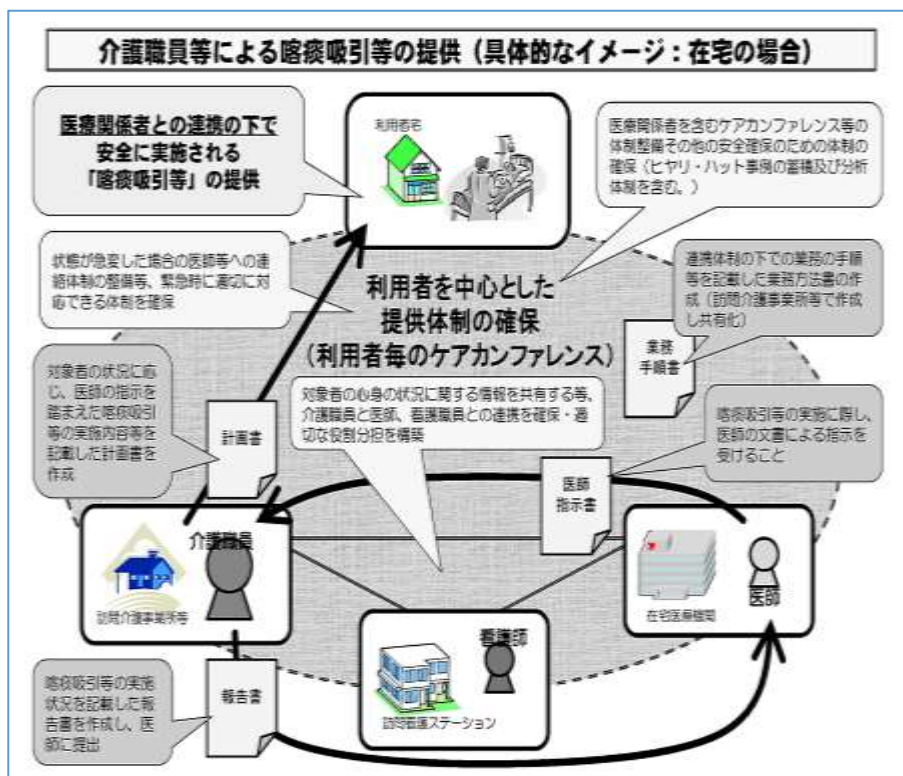 介護職員等による喀痰吸引等の提供（具体的なイメージ：在宅の場合）
医療関係者との連携の下で
安全に実施される
「喀痰吸引等」の提供
利用者宅
医療関係者を含むケアカンファレンス等の
体制整備その他の安全確保のための体制の
確保（ヒヤリ・ハット事例の蓄積及び分析
体制を含む。）
状態が急変した場合の医師等への連
絡体制の整備等、緊急時に適切に対
応できる体制を確保
利用者を中心とした
提供体制の確保
（利用者毎のケアカンファレンス）
連携体制の下での業務の手順
等を記載した業務方法書の
作成（訪問介護事業所等で作成
し共有化）
業務
手順書
対象者の状況に応
じ、医師の指示を
踏まえた喀痰吸引
等の実施内容等を
記載した計画書を
作成
計画書
対象者の心身の状況に関する情報を共有する等、
介護職員と医師、看護職員との連携を確保・適
切な役割分担を構築
喀痰吸引等の実施に際し、
医師の文書による指示を
受けること
医師
指示書
介護職員
訪問介護事業所等
医師
在宅医療機関
看護師
訪問看護ステーション
喀痰吸引等の実施
状況を記載した報
告書を作成し、医
師に提出
報告書